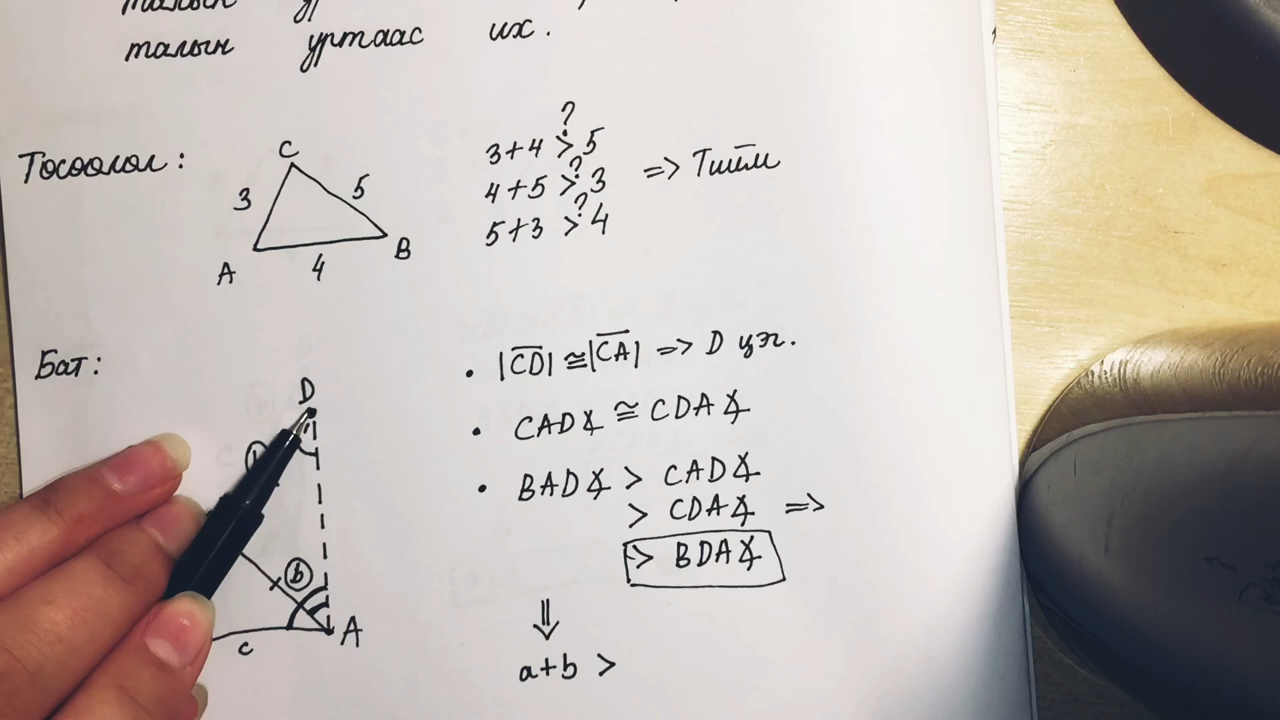 талын
талын уртаас их.
Тосоолол:
C
3
5
A
4
B
?
3+4 > 5
?
4+5 > 3
?
5+3 > 4
=> Тийм
Бат:
D
b
c
A
• |CD| ≅ |CA| => D цэг.
• CAD∡ ≅ CDA∡
• BAD∡ > CAD∡
> CDA∡ =>
> BDA∡
⇓
a+b >